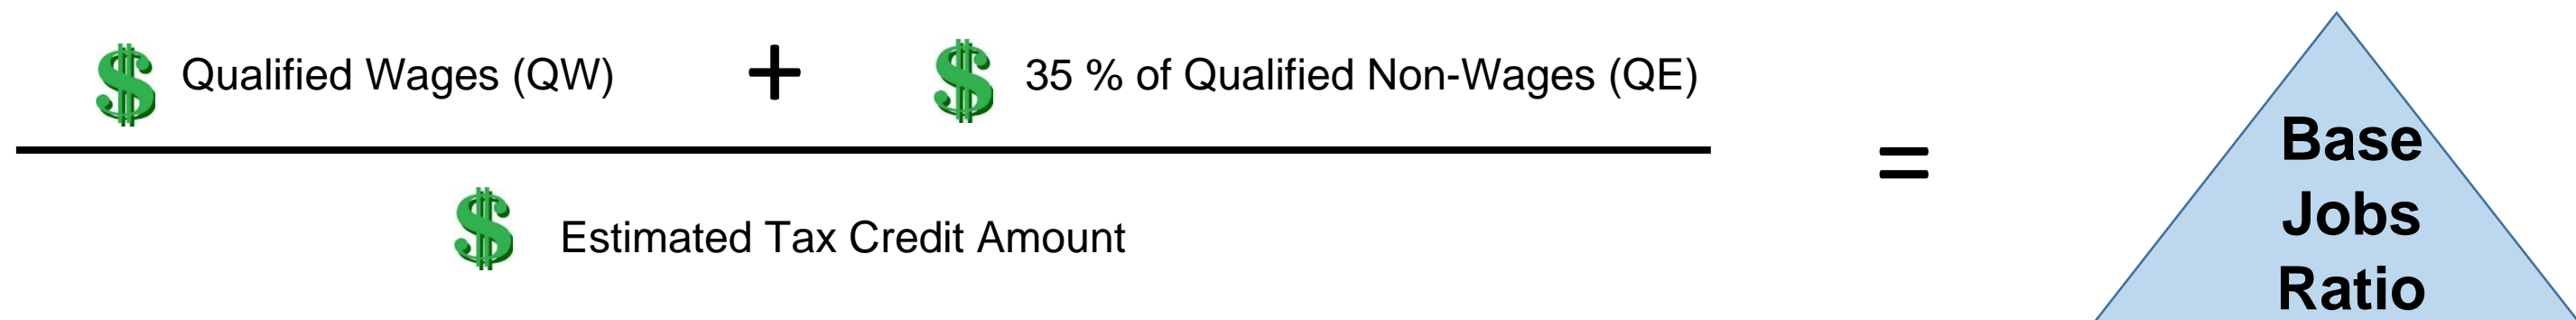 $ Qualified Wages (QW) + $ 35 % of Qualified Non-Wages (QE)
$ Estimated Tax Credit Amount
=
Base
Jobs
Ratio